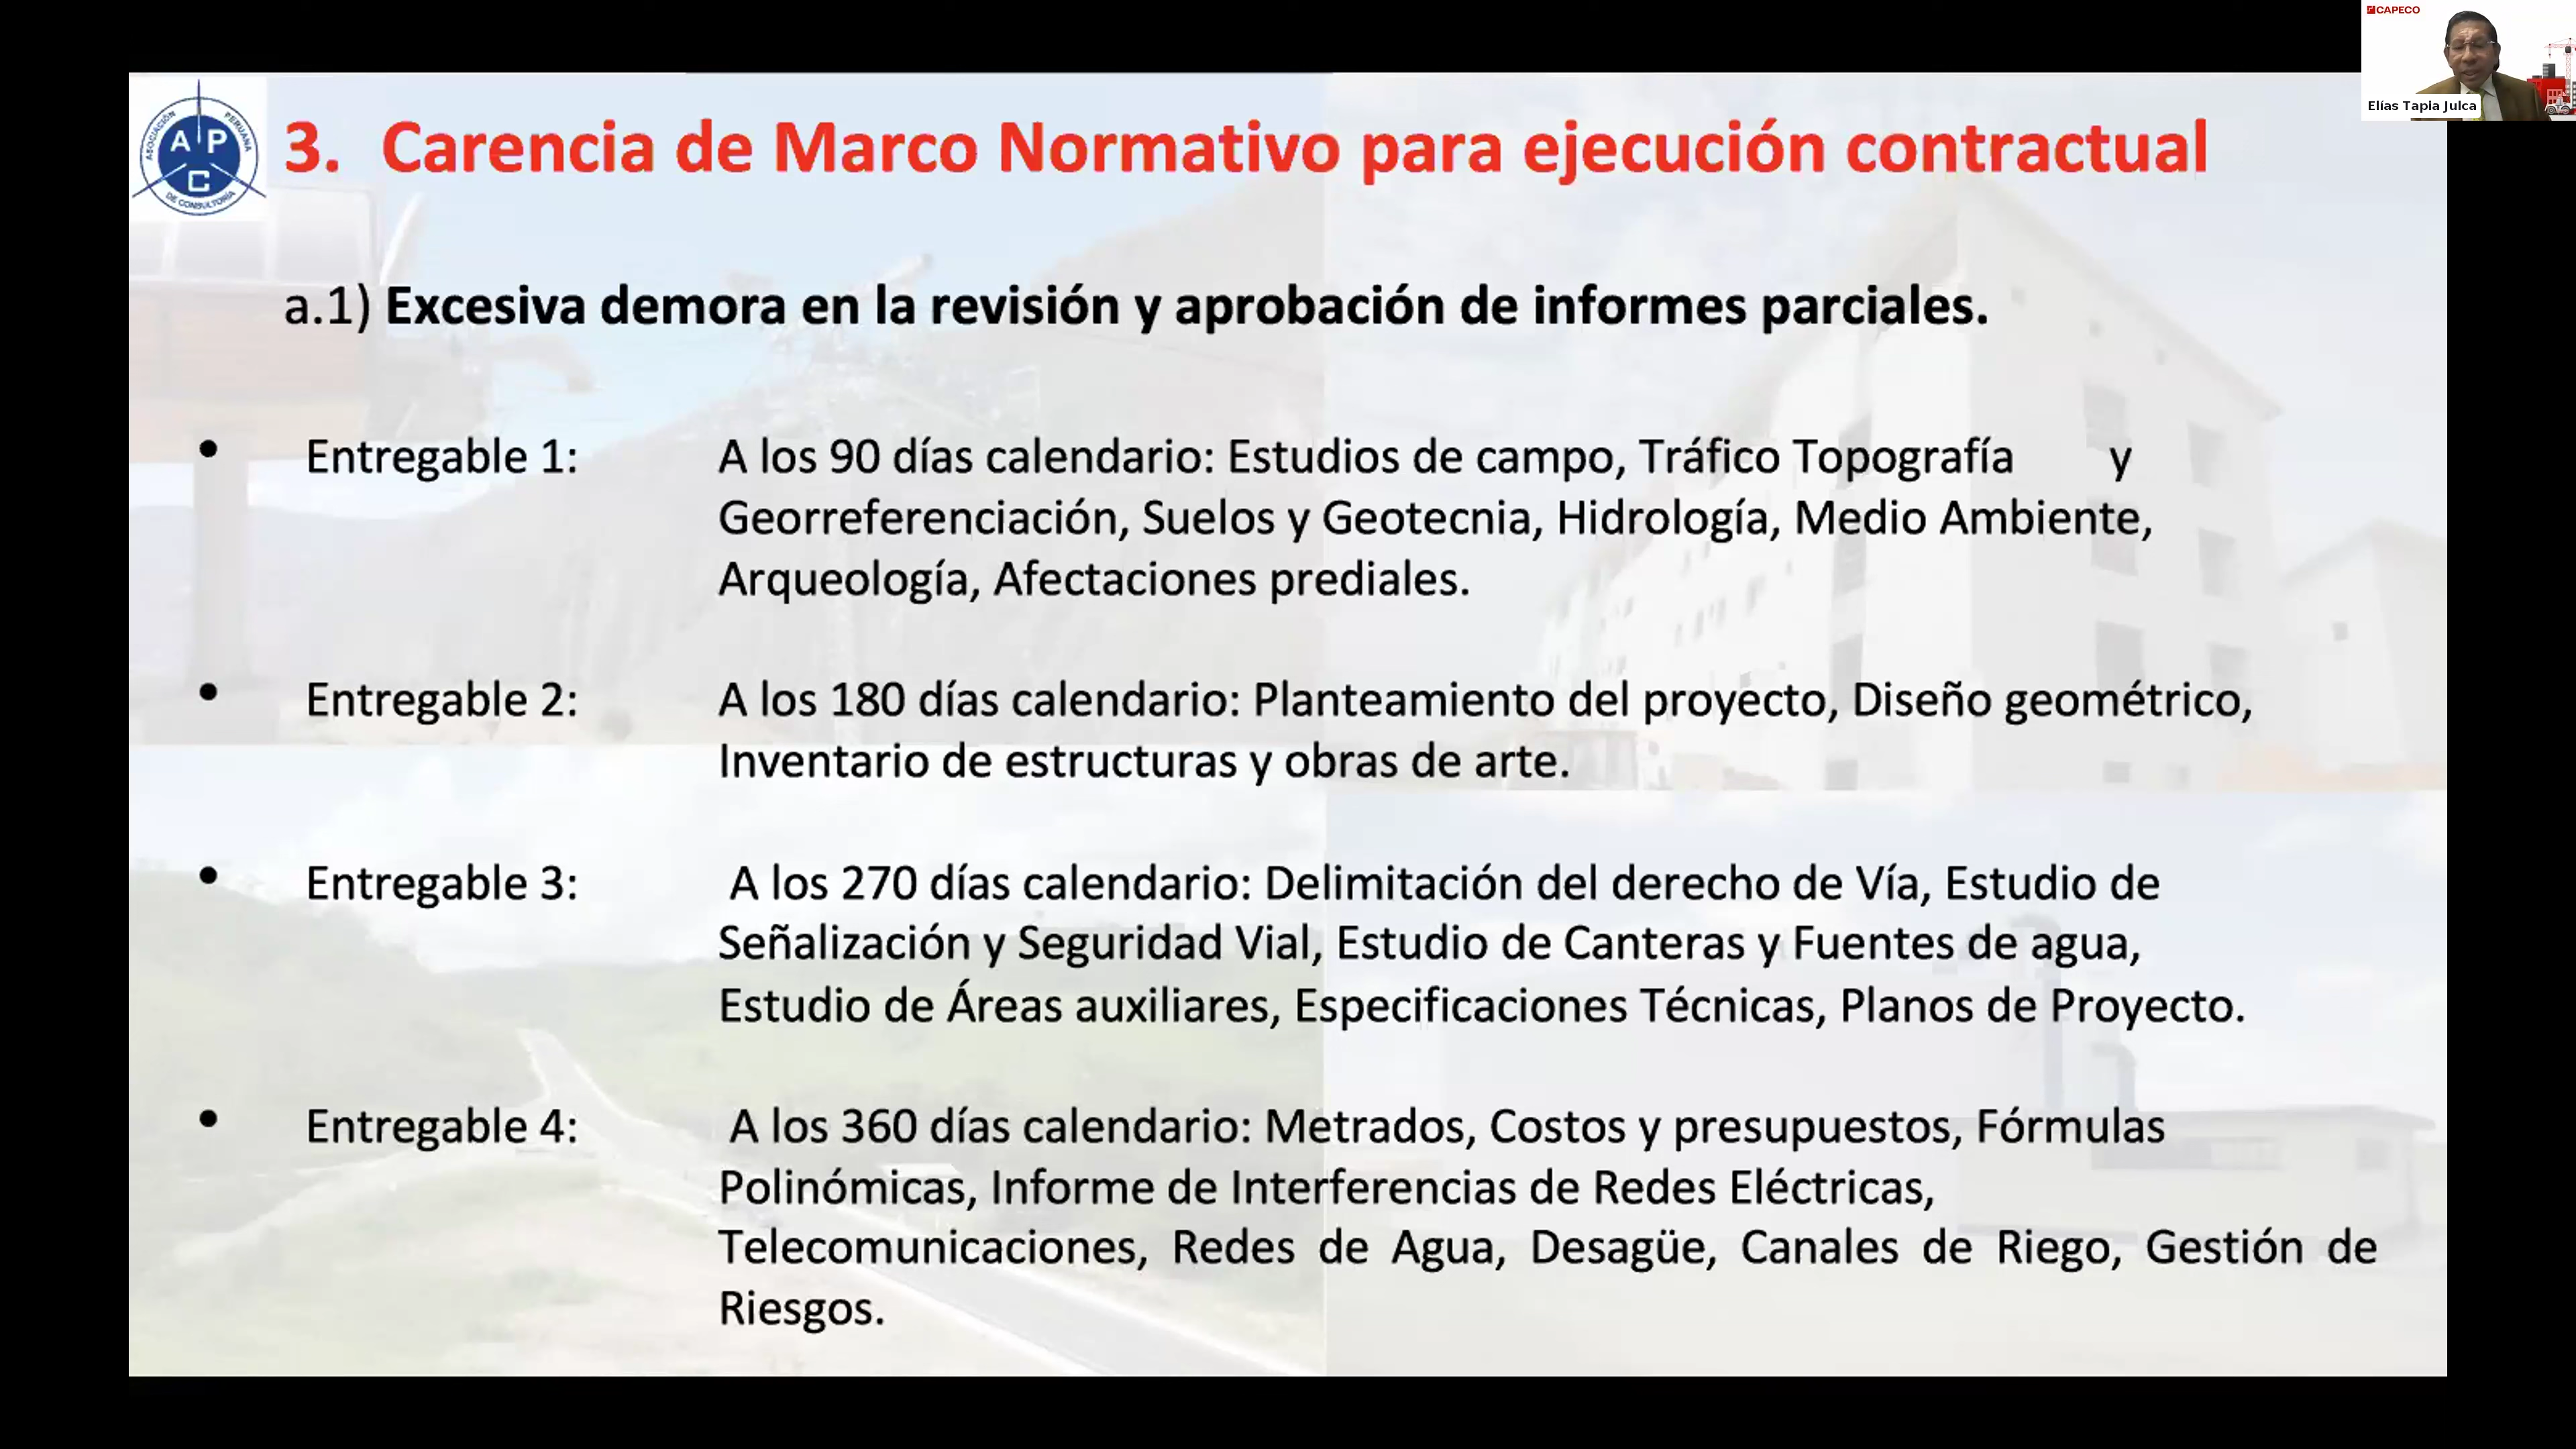 CAPECO
Elías Tapia Julca
ASOCIACIÓN PERUANA
A P
C
DE CONSULTORÍA
3. Carencia de Marco Normativo para ejecución contractual
a.1) Excesiva demora en la revisión y aprobación de informes parciales.
• Entregable 1: A los 90 días calendario: Estudios de campo, Tráfico Topografía y
Georreferenciación, Suelos y Geotecnia, Hidrología, Medio Ambiente,
Arqueología, Afectaciones prediales.
• Entregable 2: A los 180 días calendario: Planteamiento del proyecto, Diseño geométrico,
Inventario de estructuras y obras de arte.
• Entregable 3: A los 270 días calendario: Delimitación del derecho de Vía, Estudio de
Señalización y Seguridad Vial, Estudio de Canteras y Fuentes de agua,
Estudio de Áreas auxiliares, Especificaciones Técnicas, Planos de Proyecto.
• Entregable 4: A los 360 días calendario: Metrados, Costos y presupuestos, Fórmulas
Polinómicas, Informe de Interferencias de Redes Eléctricas,
Telecomunicaciones, Redes de Agua, Desagüe, Canales de Riego, Gestión de
Riesgos.